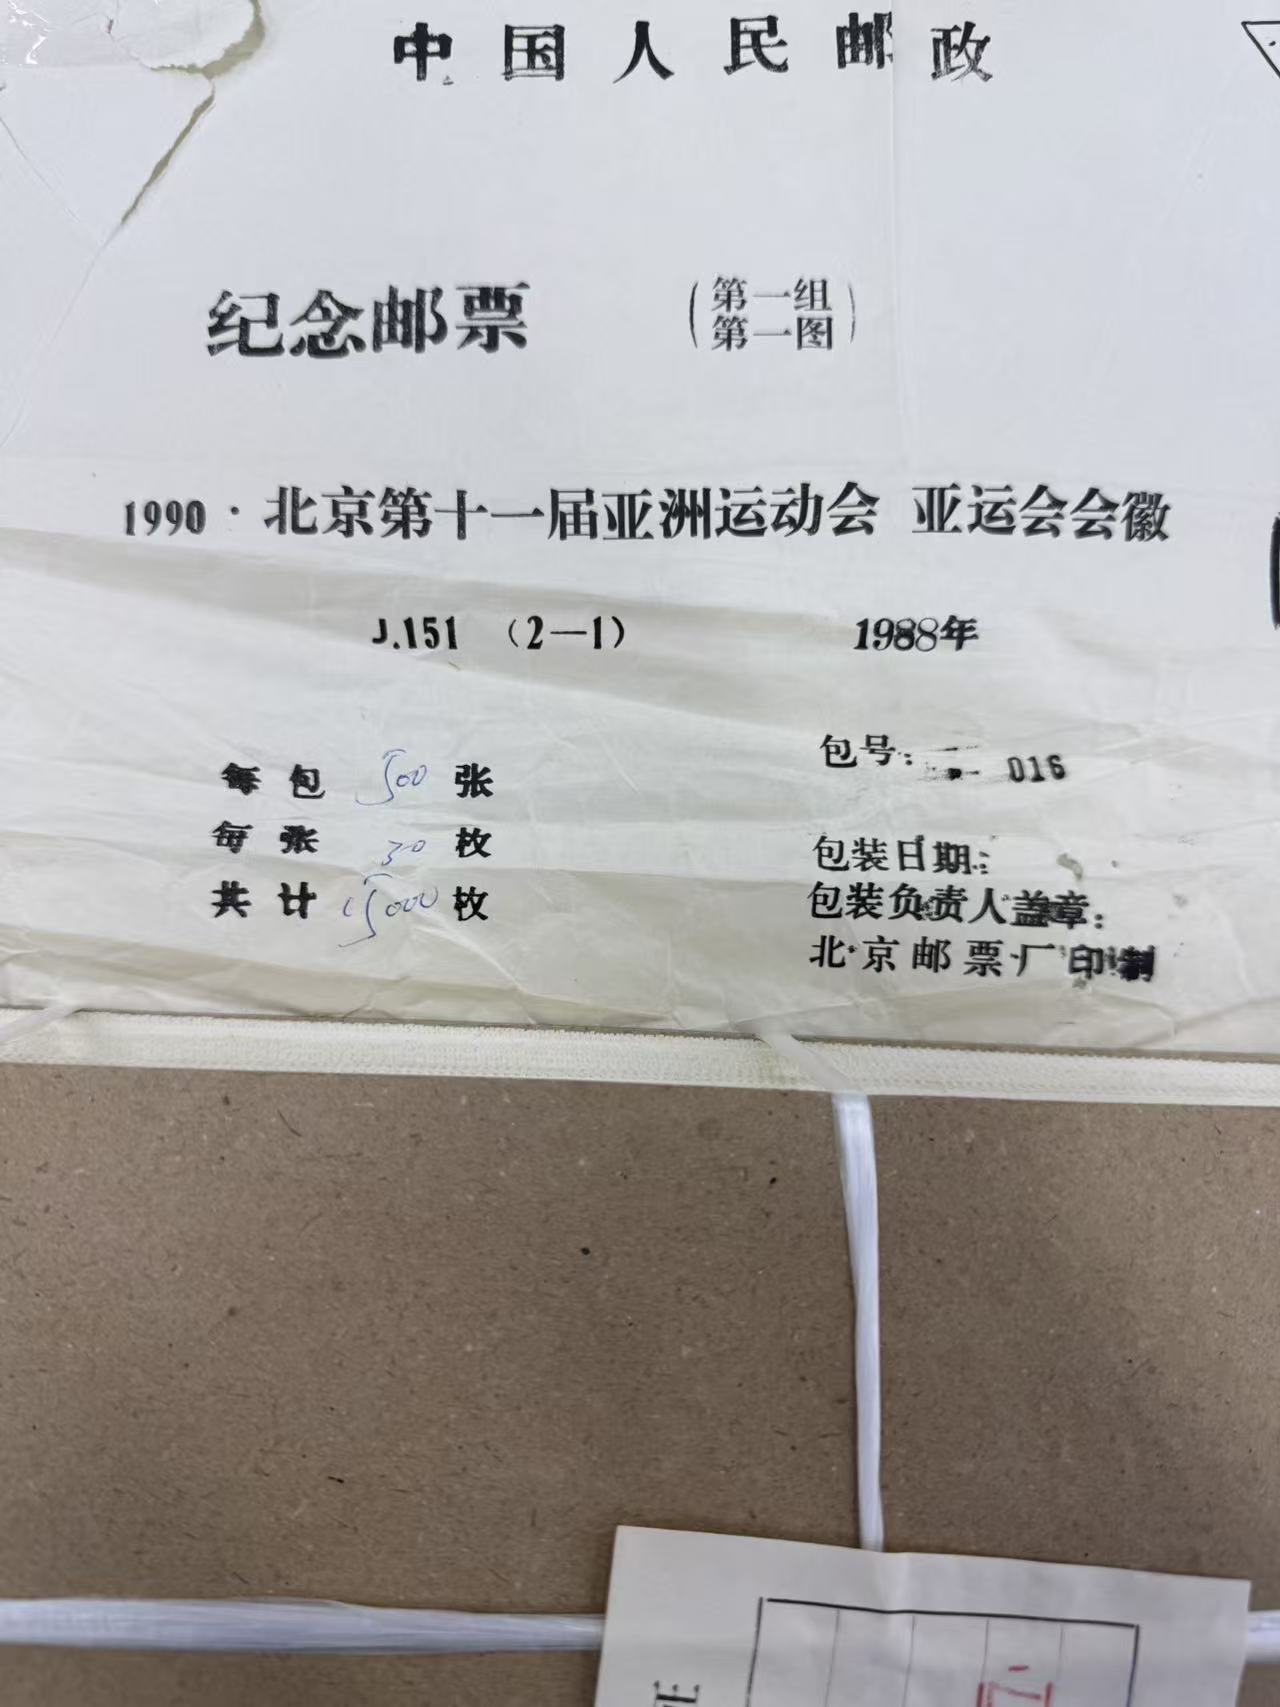 中国人民邮政
纪念邮票 (第一组
第一图)
1990·北京第十一届亚洲运动会 亚运会会徽
J.151 (2—1) 1988年
包号: 016
每包 500 张
每张 30 枚
共计 15000 枚
包装日期:
包装负责人盖章:
北京邮票厂印制